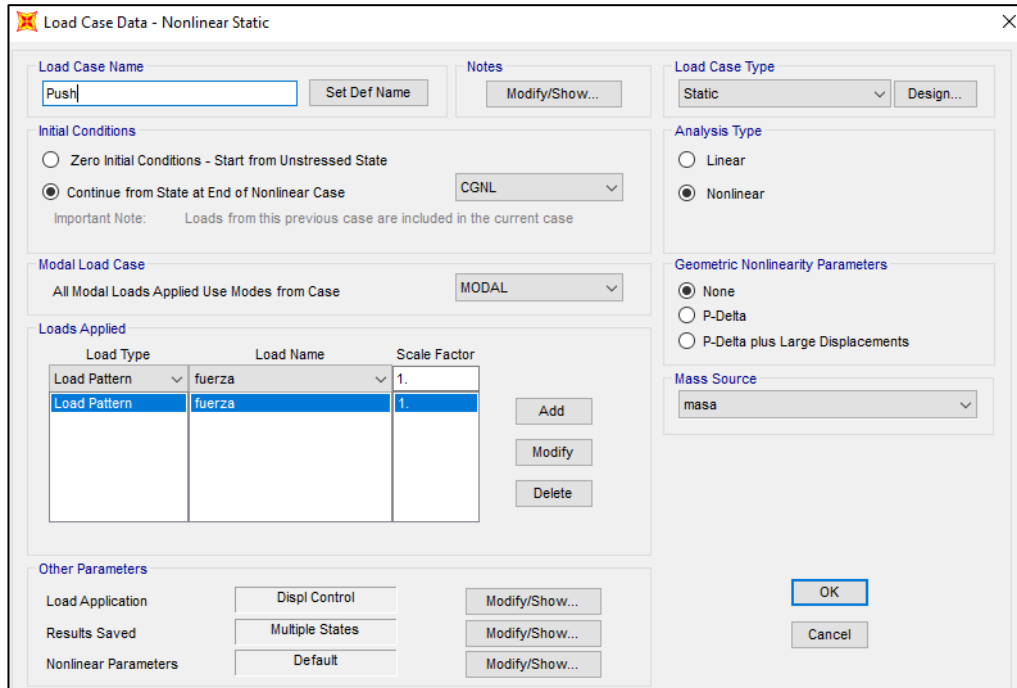 Load Case Data - Nonlinear Static
Load Case Name
Push
Set Def Name
Notes
Modify/Show...
Load Case Type
Static
Design...
Initial Conditions
Zero Initial Conditions - Start from Unstressed State
Continue from State at End of Nonlinear Case
CGNL
Important Note: Loads from this previous case are included in the current case
Analysis Type
Linear
Nonlinear
Modal Load Case
All Modal Loads Applied Use Modes from Case
MODAL
Geometric Nonlinearity Parameters
None
P-Delta
P-Delta plus Large Displacements
Loads Applied
Load Type Load Name Scale Factor
Load Pattern fuerza 1.
Load Pattern fuerza 1.
Add
Modify
Delete
Mass Source
masa
Other Parameters
Load Application Displ Control Modify/Show...
Results Saved Multiple States Modify/Show...
Nonlinear Parameters Default Modify/Show...
OK
Cancel